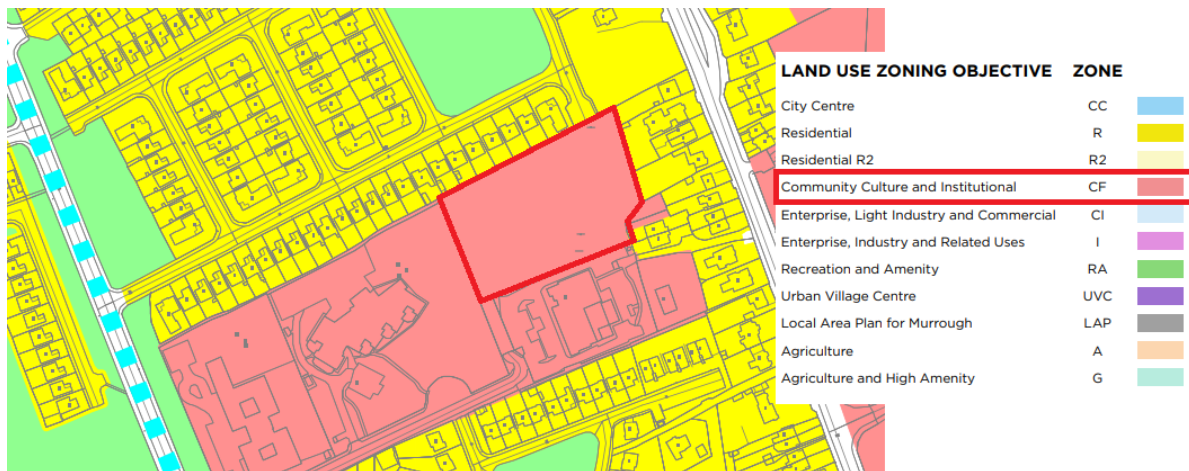 LAND USE ZONING OBJECTIVE ZONE
City Centre CC
Residential R
Residential R2 R2
Community Culture and Institutional CF
Enterprise, Light Industry and Commercial CI
Enterprise, Industry and Related Uses I
Recreation and Amenity RA
Urban Village Centre UVC
Local Area Plan for Murrough LAP
Agriculture A
Agriculture and High Amenity G